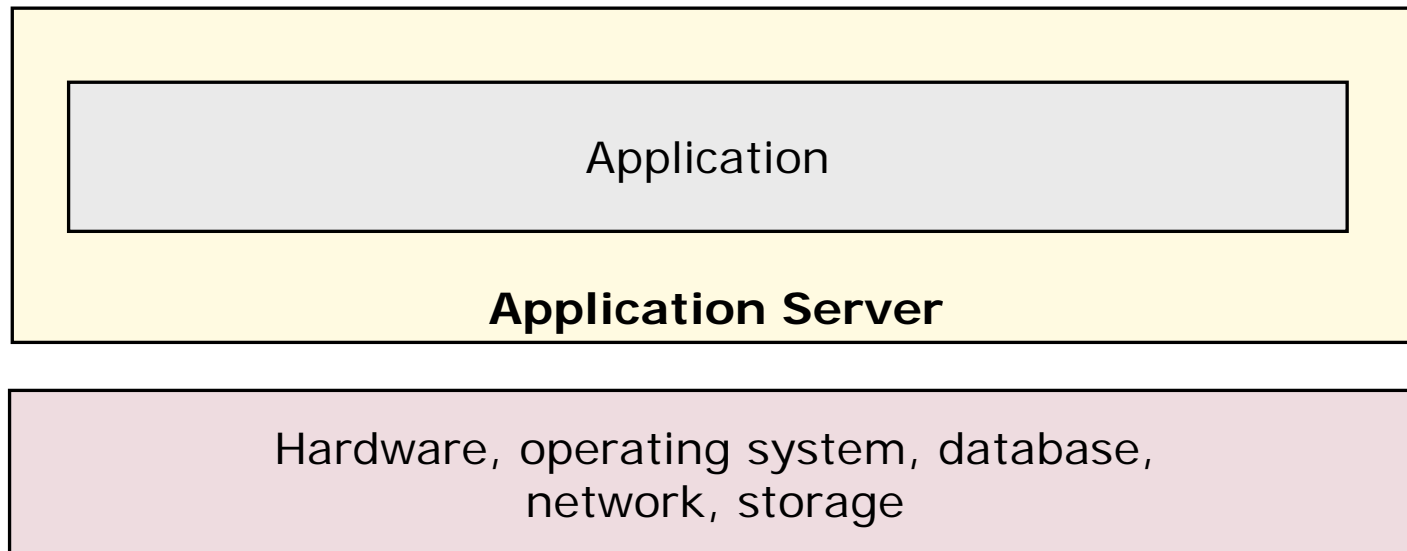 Application
Application Server
Hardware, operating system, database,
network, storage